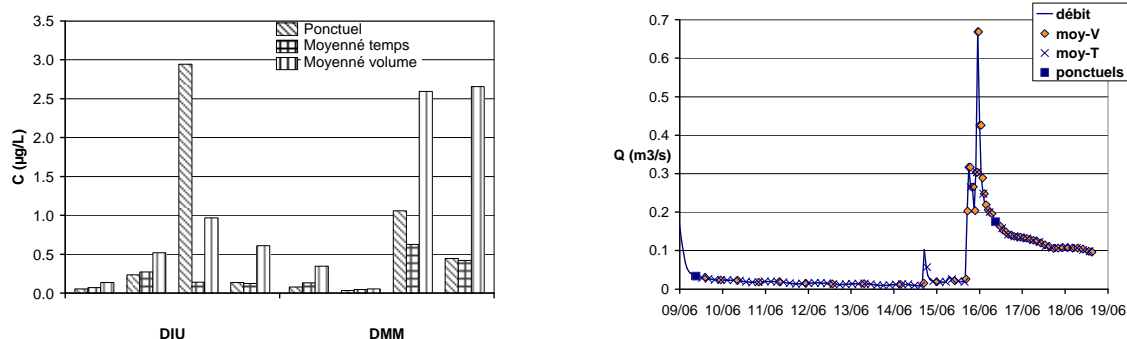 3.5
3.0
2.5
2.0
1.5
1.0
0.5
0.0
C (µg/L)
Ponctuel
Moyenné temps
Moyenné volume
DIU DMM
0.7
0.6
0.5
0.4
0.3
0.2
0.1
0
Q (m3/s)
débit
moy-V
moy-T
ponctuels
09/06 10/06 11/06 12/06 13/06 14/06 15/06 16/06 17/06 18/06 19/06